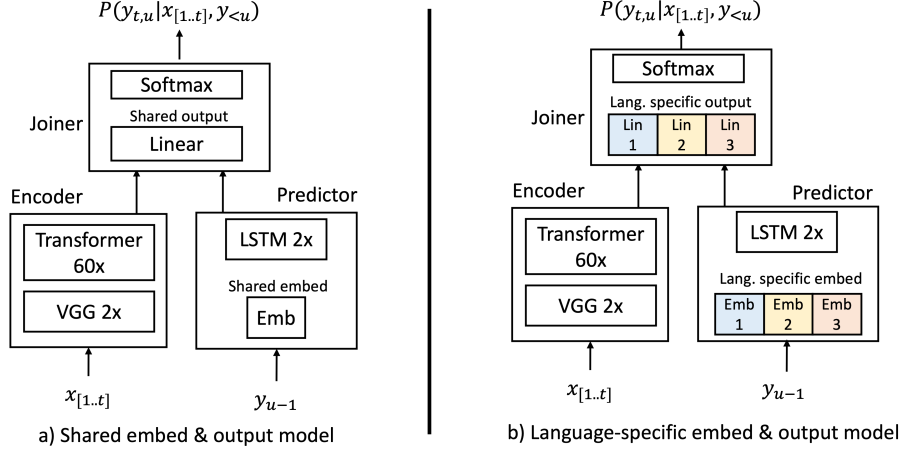 P(y_{t,u}|x_{[1..t]}, y_{<u})
Softmax
Shared output
Linear
Joiner
Encoder
Predictor
Transformer
60x
VGG 2x
LSTM 2x
Shared embed
Emb
x_{[1..t]}
y_{u−1}
a) Shared embed & output model
P(y_{t,u}|x_{[1..t]}, y_{<u})
Softmax
Lang. specific output
Lin Lin Lin
1 2 3
Joiner
Encoder
Predictor
Transformer
60x
VGG 2x
LSTM 2x
Lang. specific embed
Emb Emb Emb
1 2 3
x_{[1..t]}
y_{u−1}
b) Language-specific embed & output model